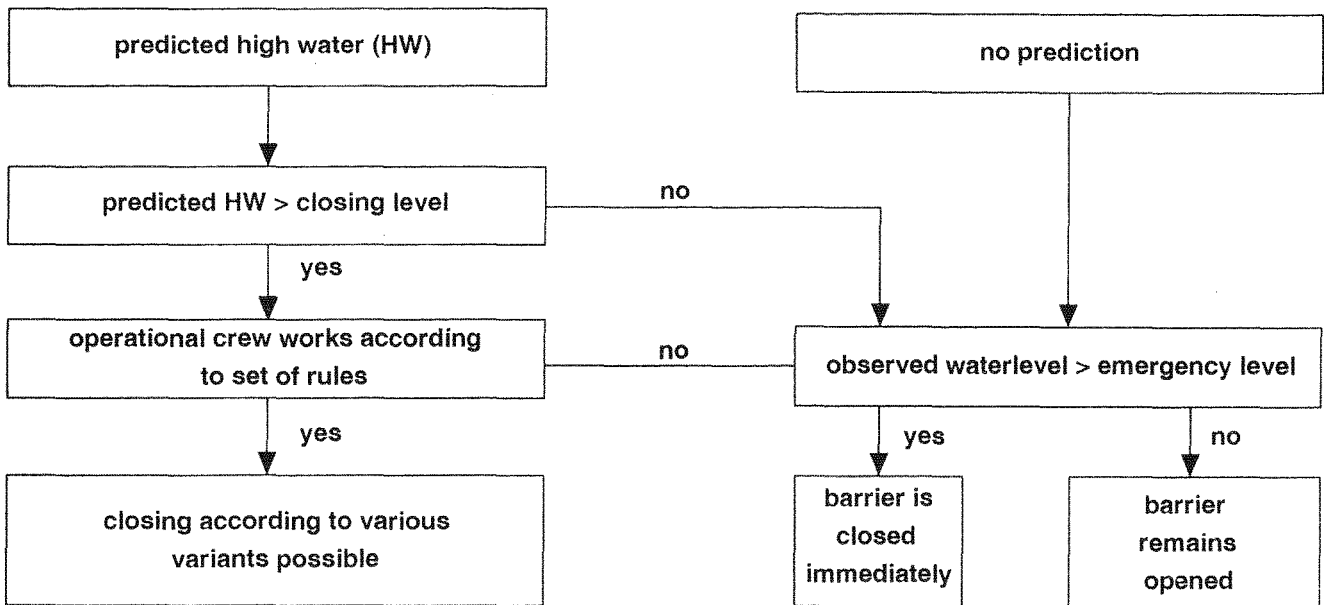 predicted high water (HW)
no prediction
predicted HW > closing level
no
yes
operational crew works according
to set of rules
no
observed waterlevel > emergency level
yes
yes
no
closing according to various
variants possible
barrier is
closed
immediately
barrier
remains
opened